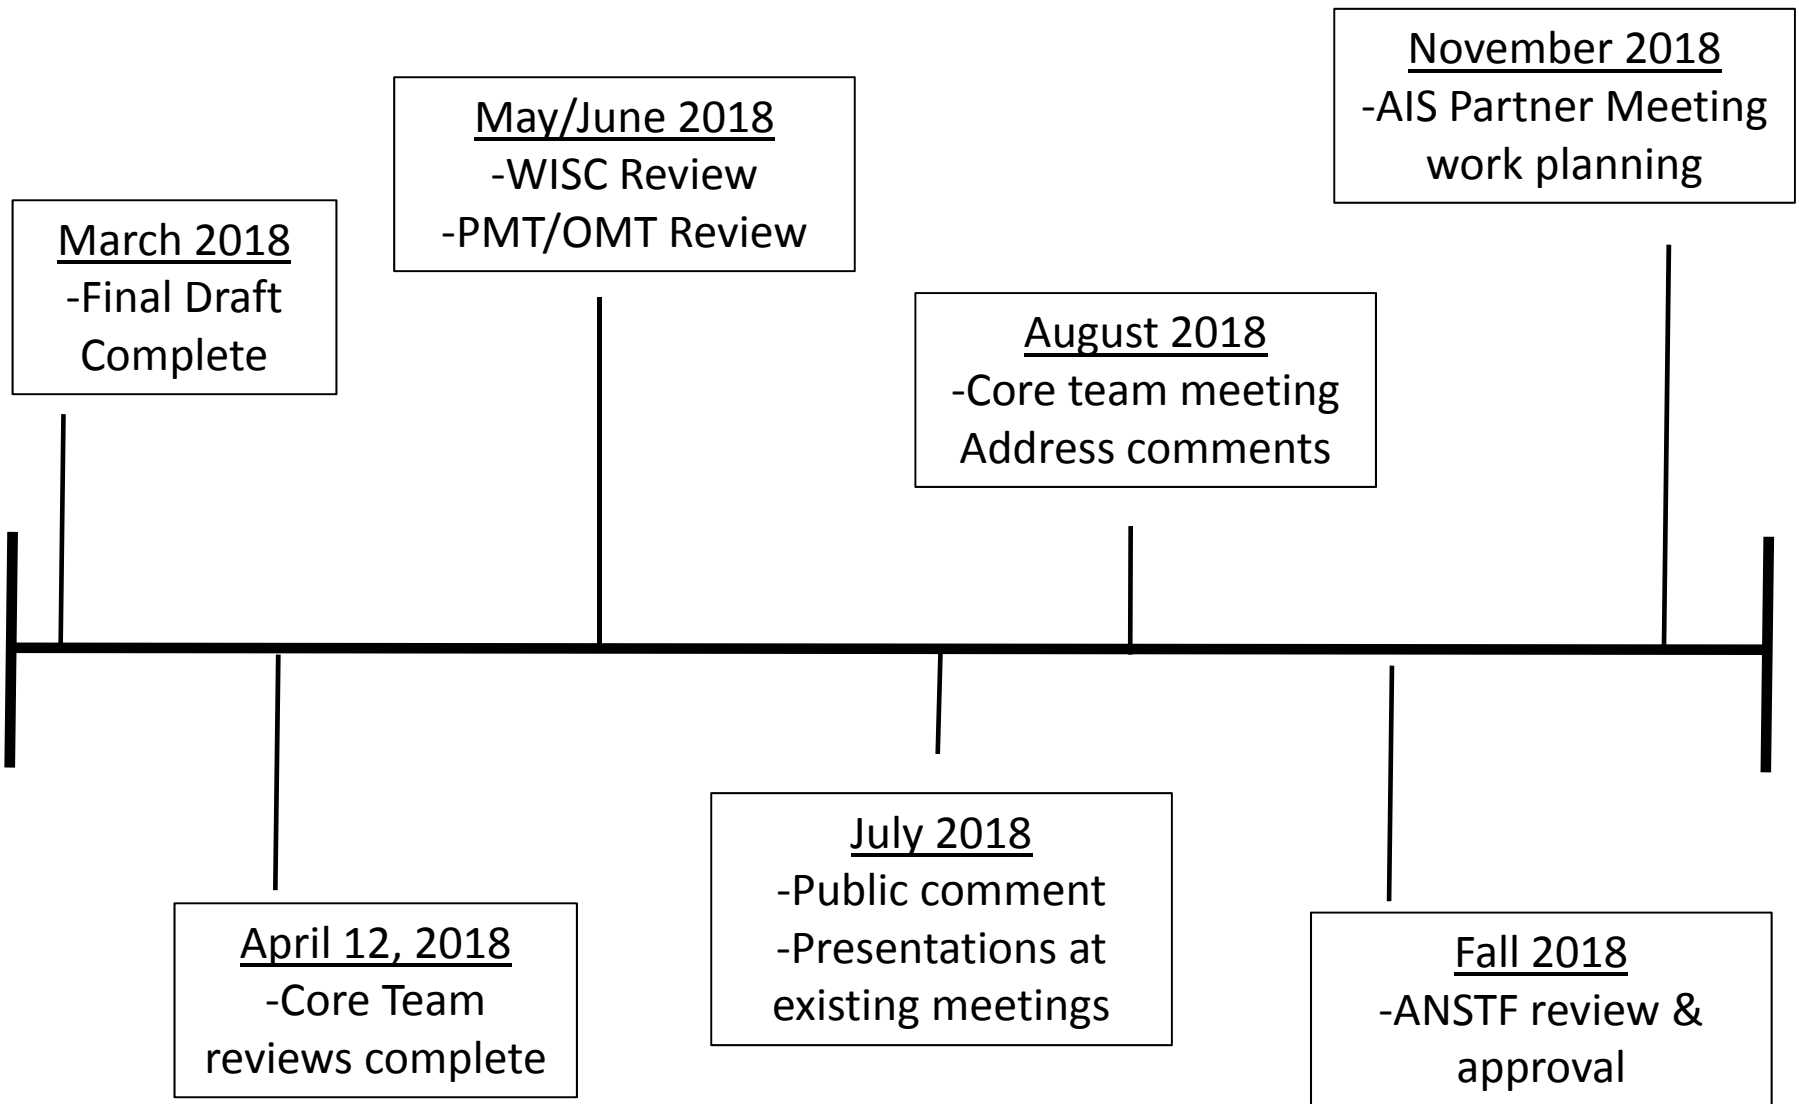 March 2018
-Final Draft
Complete
April 12, 2018
-Core Team
reviews complete
May/June 2018
-WISC Review
-PMT/OMT Review
July 2018
-Public comment
-Presentations at
existing meetings
August 2018
-Core team meeting
Address comments
Fall 2018
-ANSTF review &
approval
November 2018
-AIS Partner Meeting
work planning